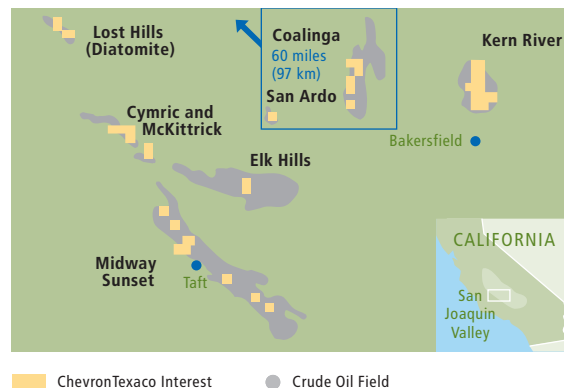 Lost Hills
(Diatomite)
Coalinga
60 miles
(97 km)
San Ardo
Kern River
Cymric and
McKittrick
Bakersfield
Elk Hills
Midway
Sunset
Taft
CALIFORNIA
San
Joaquin
Valley
ChevronTexaco Interest
Crude Oil Field